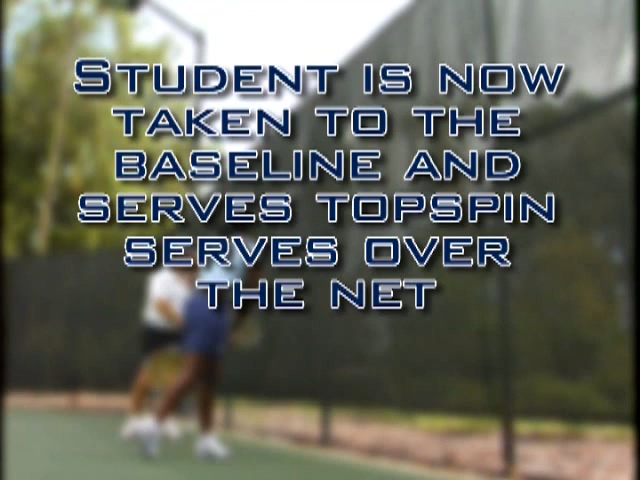 Student is now
taken to the
baseline and
serves topspin
serves over
the net